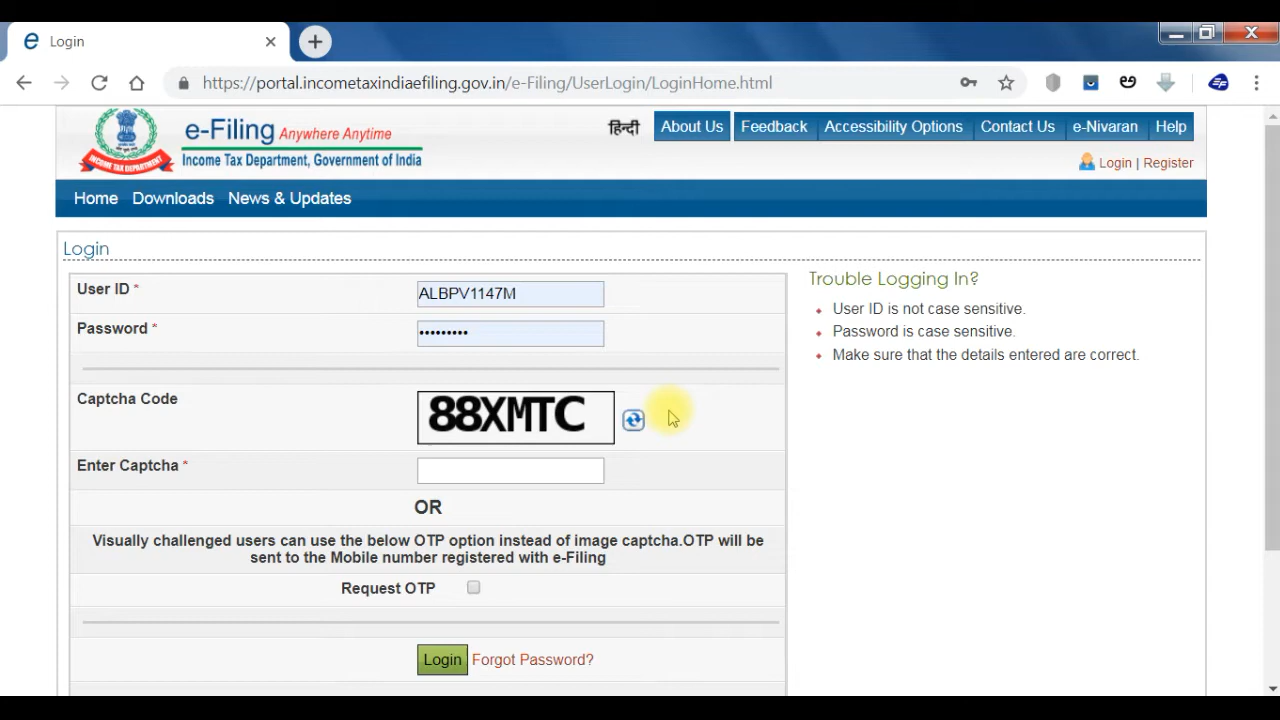 Login
https://portal.incometaxindiaefiling.gov.in/e-Filing/UserLogin/LoginHome.html
e-Filing Anywhere Anytime
Income Tax Department, Government of India
INCOME TAX DEPARTMENT
हिन्दी About Us Feedback Accessibility Options Contact Us e-Nivaran Help
Login | Register
Home Downloads News & Updates
Login
User ID * ALBPV1147M
Password * •••••••••
Captcha Code 88XMTC
Enter Captcha *
OR
Visually challenged users can use the below OTP option instead of image captcha.OTP will be
sent to the Mobile number registered with e-Filing
Request OTP
Login Forgot Password?
Trouble Logging In?
User ID is not case sensitive.
Password is case sensitive.
Make sure that the details entered are correct.